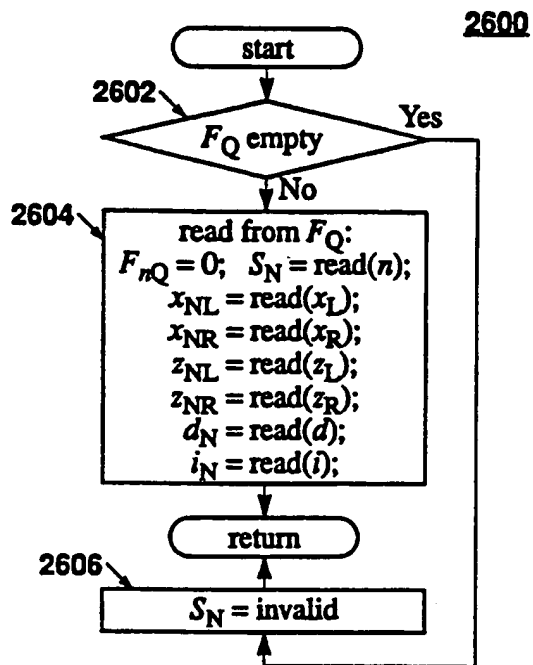 2600
start
2602
Yes
F_Q empty
No
2604
read from F_Q:
F_nQ = 0; S_N = read(n);
x_NL = read(x_L);
x_NR = read(x_R);
z_NL = read(z_L);
z_NR = read(z_R);
d_N = read(d);
i_N = read(i);
return
2606
S_N = invalid